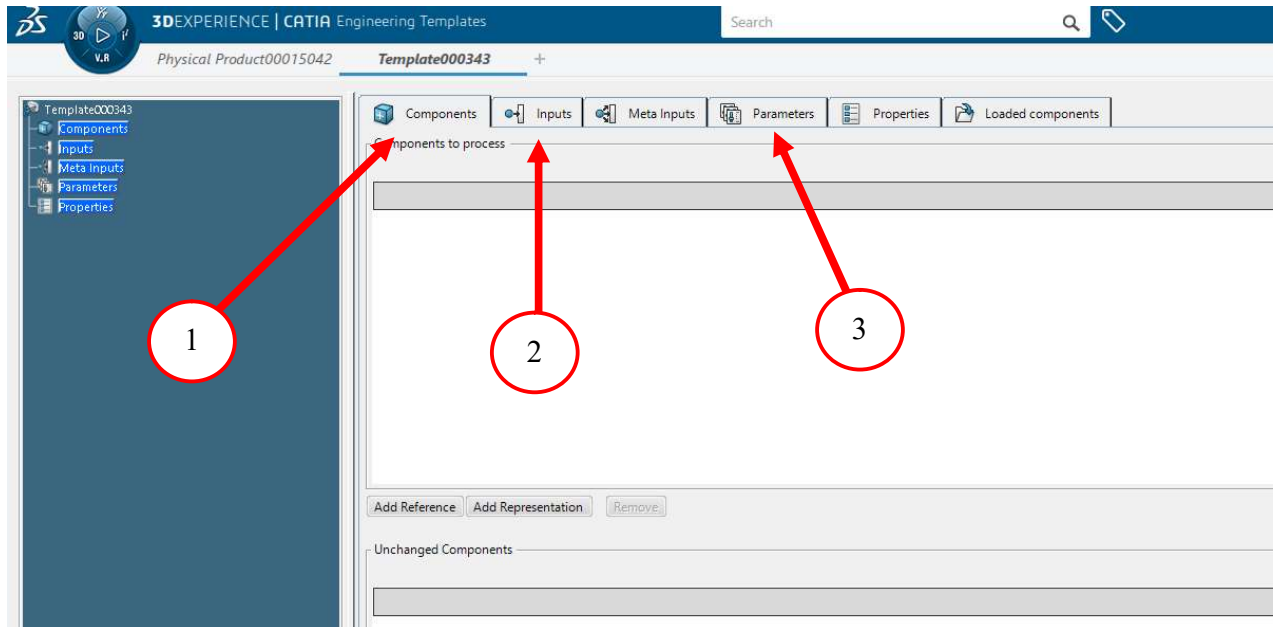 3DEXPERIENCE | CATIA Engineering Templates
Search
3D
V.R
Physical Product00015042
Template000343
+
Template000343
Components
Inputs
Meta Inputs
Parameters
Properties
Components
Inputs
Meta Inputs
Parameters
Properties
Loaded components
Components to process
1
2
3
Add Reference
Add Representation
Remove
Unchanged Components